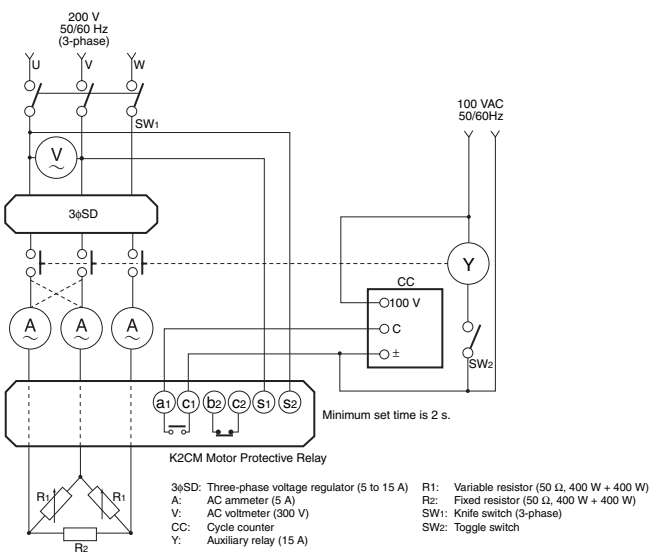 200 V
50/60 Hz
(3-phase)
U
V
W
SW1
100 VAC
50/60Hz
V
3ϕSD
Y
CC
100 V
C
±
A
A
A
SW2
a1
c1
b2
c2
s1
s2
Minimum set time is 2 s.
K2CM Motor Protective Relay
R1
R1
R2
3ϕSD: Three-phase voltage regulator (5 to 15 A)
A: AC ammeter (5 A)
V: AC voltmeter (300 V)
CC: Cycle counter
Y: Auxiliary relay (15 A)
R1: Variable resistor (50 Ω, 400 W + 400 W)
R2: Fixed resistor (50 Ω, 400 W + 400 W)
SW1: Knife switch (3-phase)
SW2: Toggle switch